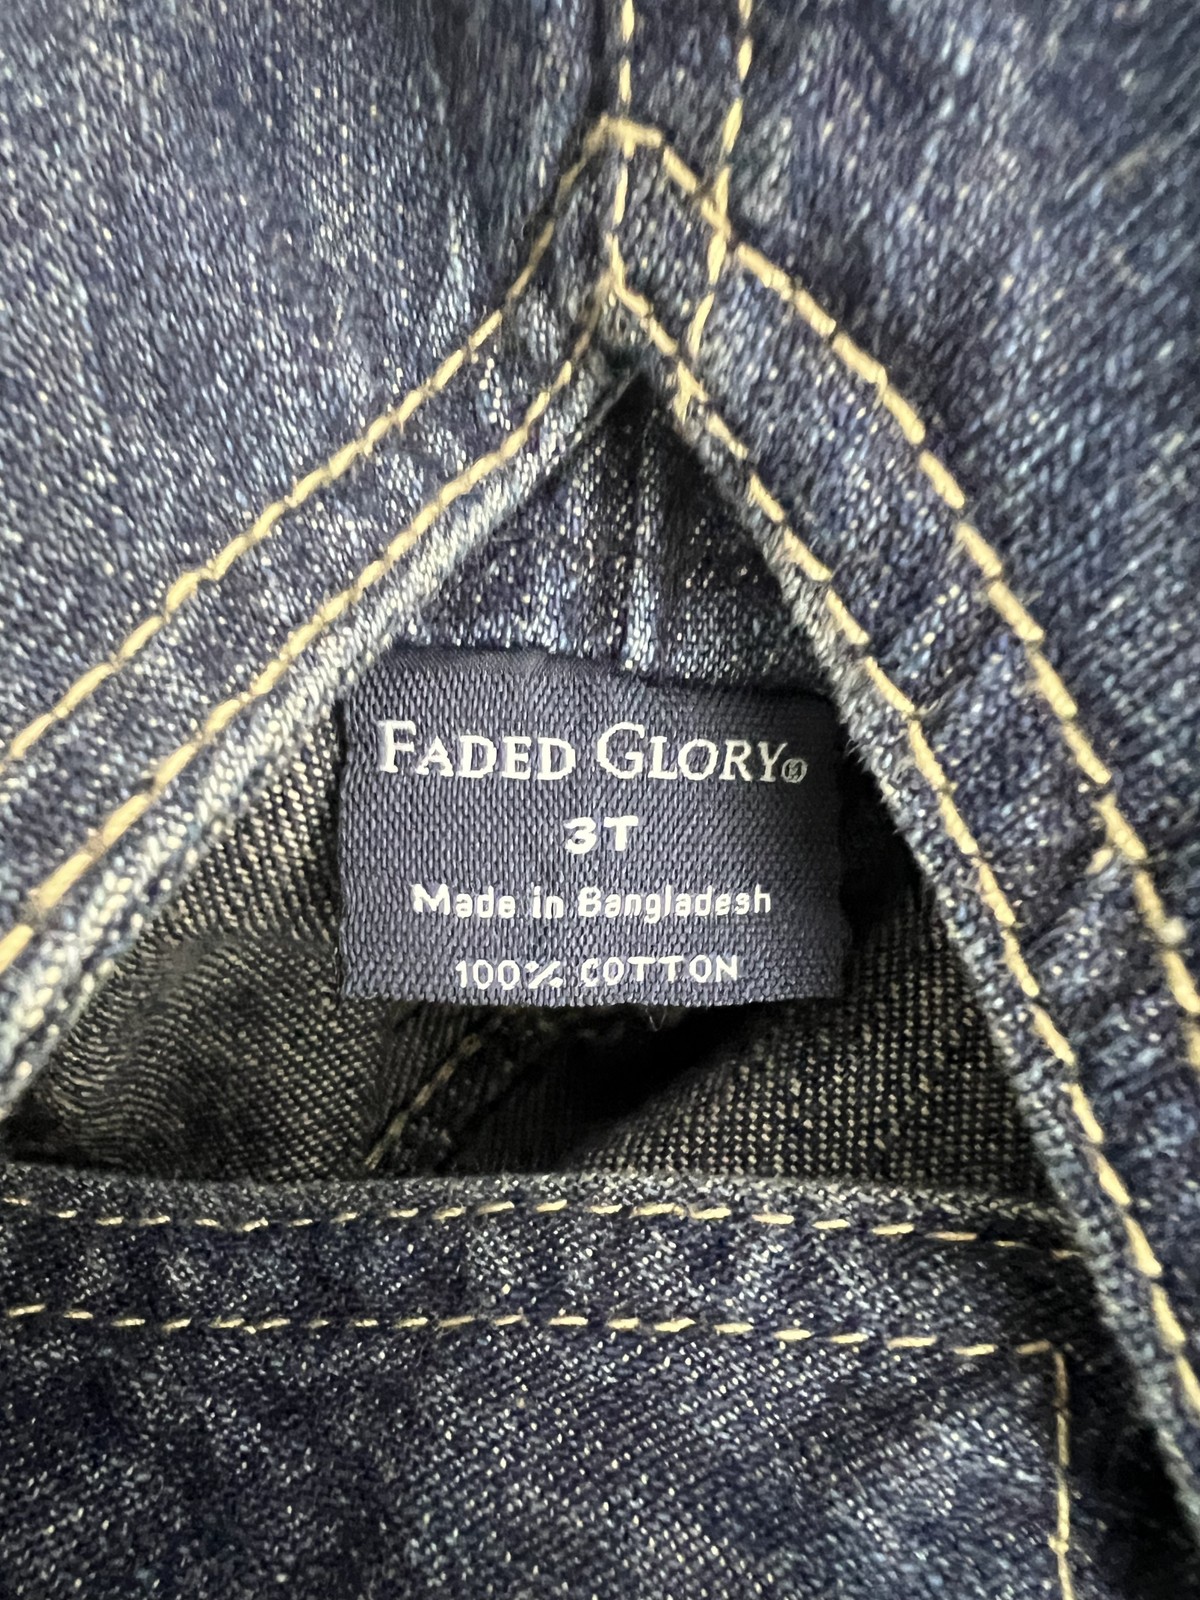 FADED GLORY®
3T
Made in Bangladesh
100% COTTON